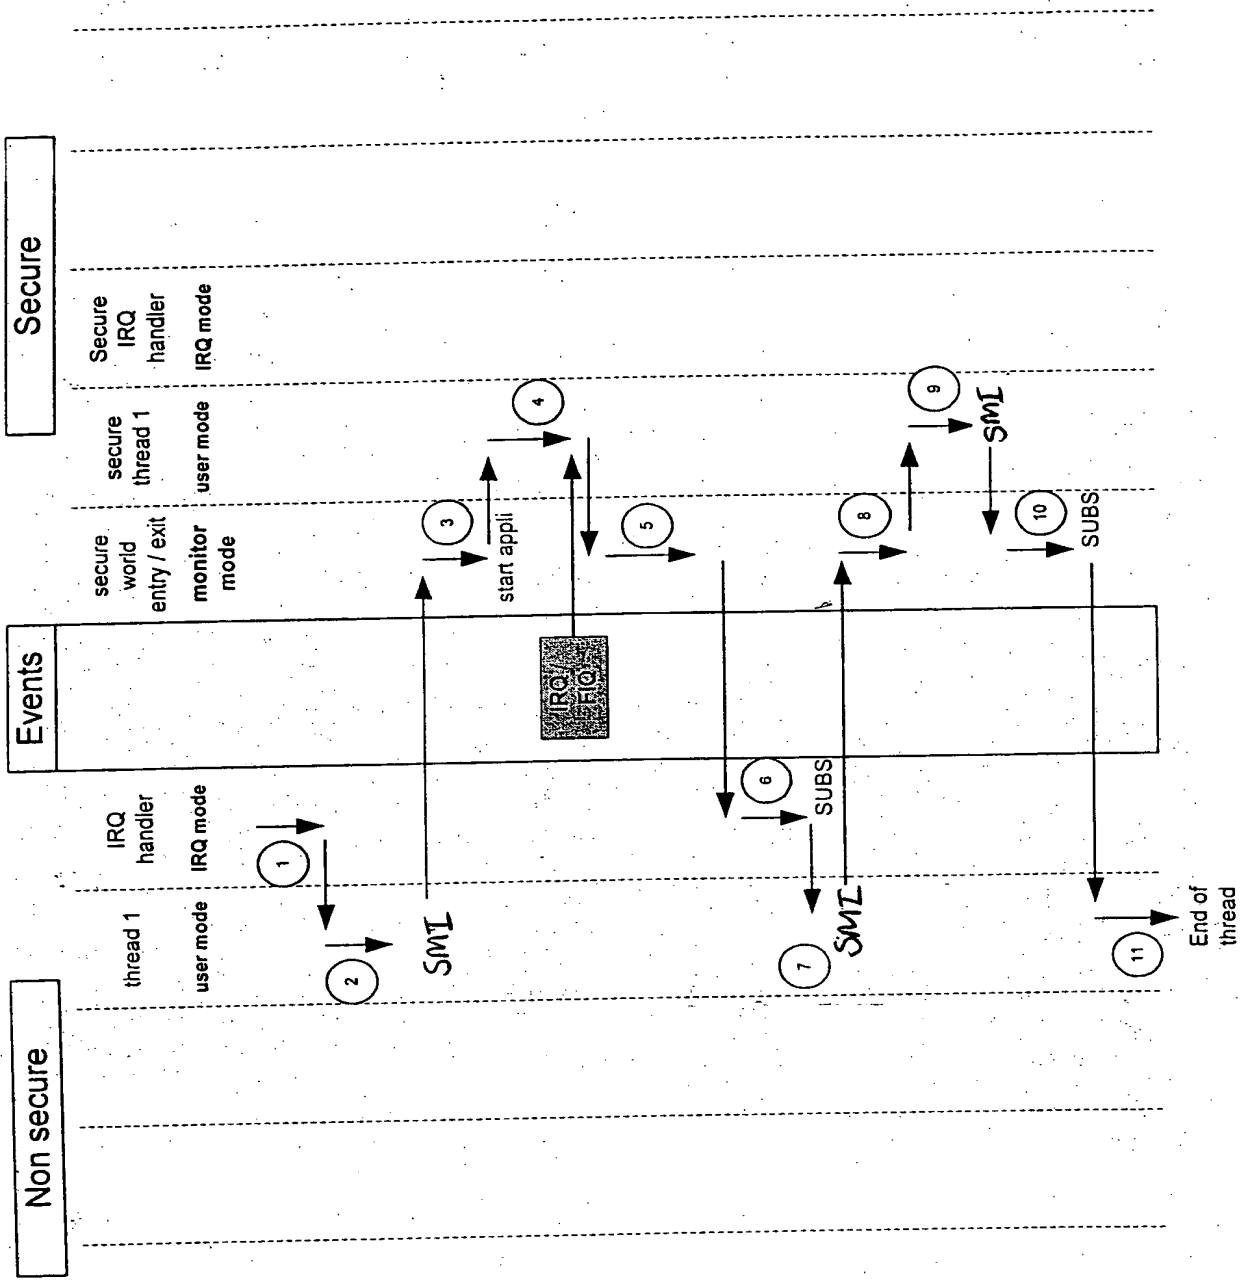 Non secure
Events
Secure
thread 1
user mode
IRQ
handler
IRQ mode
secure
world
entry / exit
monitor
mode
secure
thread 1
user mode
Secure
IRQ
handler
IRQ mode
1
2
SMI
3
start appli
4
IRQ /
FIQ
5
6
SUBS
7
SMI
8
9
SMI
10
SUBS
11
End of
thread